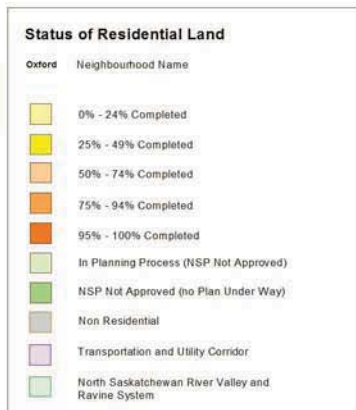 Status of Residential Land
Oxford Neighbourhood Name
0% - 24% Completed
25% - 49% Completed
50% - 74% Completed
75% - 94% Completed
95% - 100% Completed
In Planning Process (NSP Not Approved)
NSP Not Approved (no Plan Under Way)
Non Residential
Transportation and Utility Corridor
North Saskatchewan River Valley and
Ravine System